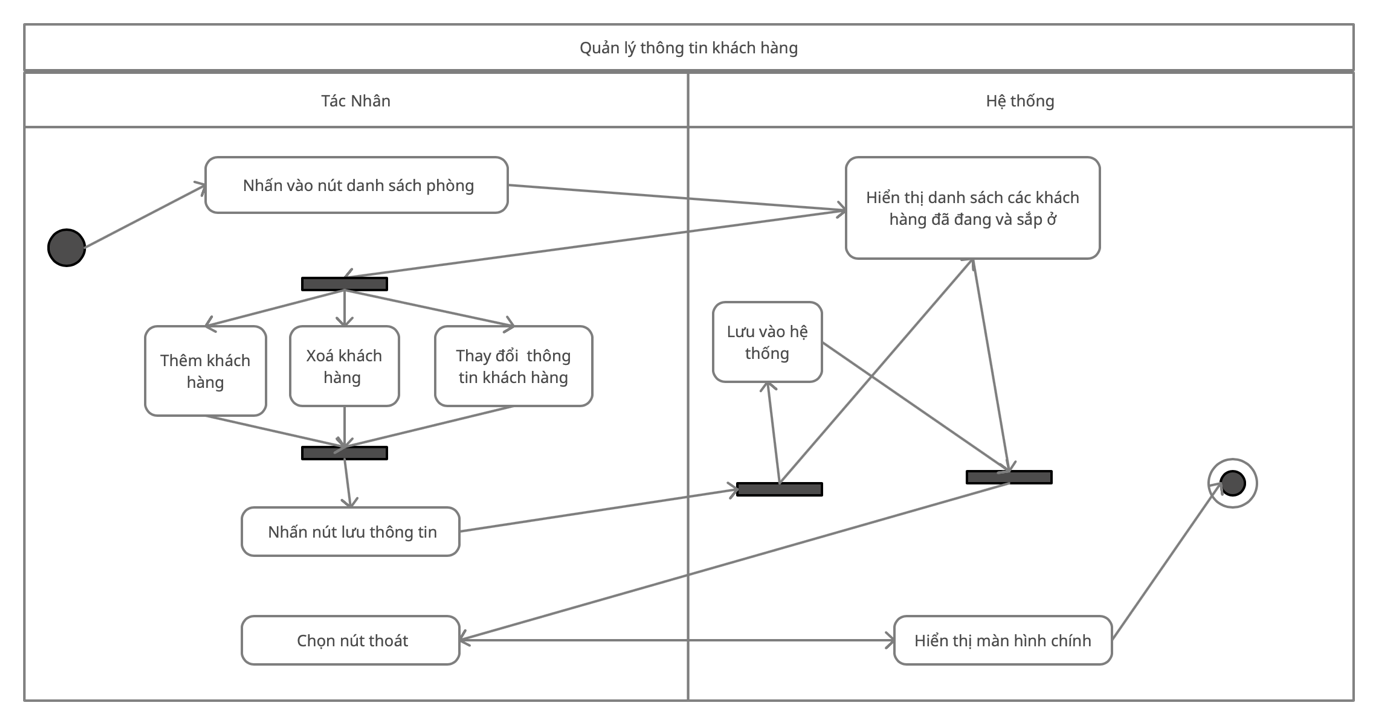 Quản lý thông tin khách hàng
Tác Nhân
Hệ thống
Nhấn vào nút danh sách phòng
Hiển thị danh sách các khách
hàng đã đang và sắp ở
Thêm khách
hàng
Xoá khách
hàng
Thay đổi thông
tin khách hàng
Lưu vào hệ
thống
Nhấn nút lưu thông tin
Chọn nút thoát
Hiển thị màn hình chính